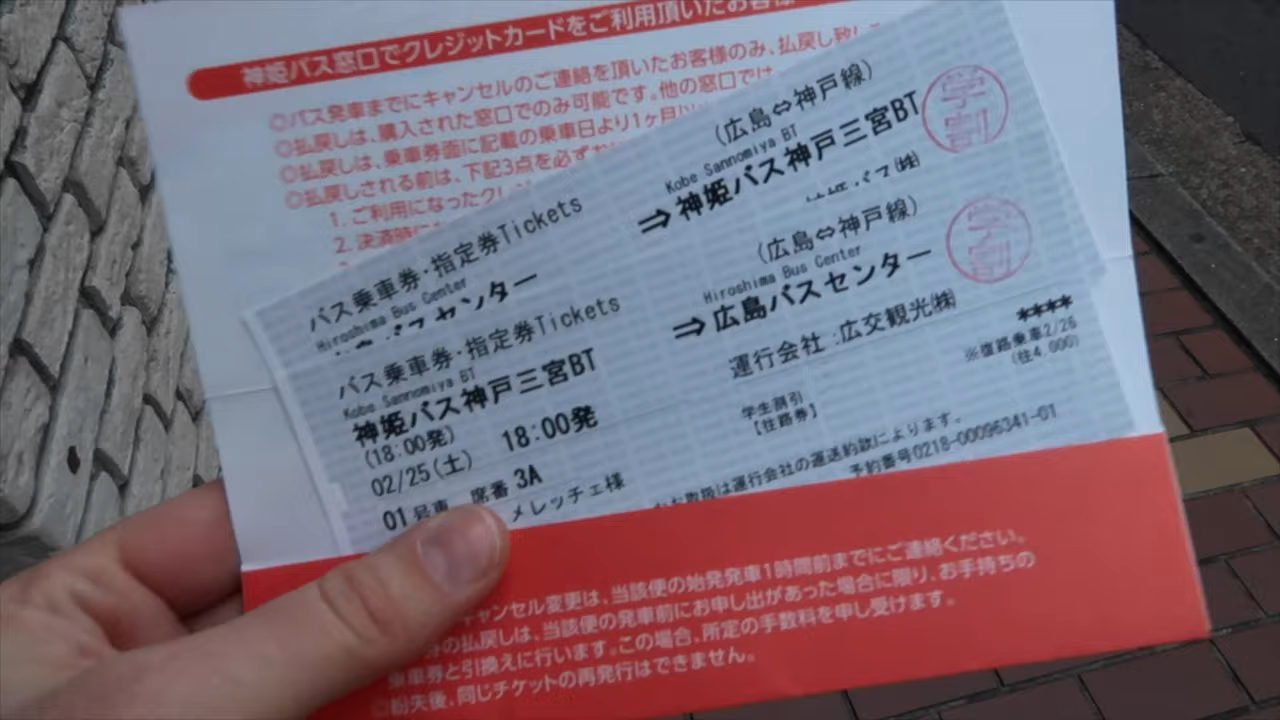 神姫バス窓口でクレジットカードをご利用頂いたお客様
◎バス発車までにキャンセルのご連絡を頂いたお客様のみ、払戻し致し
◎払戻しは、購入された窓口でのみ可能です。他の窓口では
◎払戻しは、乗車券面に記載の乗車日より1ヶ月以
◎払戻しされる前は、下記3点を必ず
1. ご利用になったクレ
2. 決済時に
バス乗車券・指定券Tickets
(広島⇔神戸線)
学割
Hiroshima Bus Center
Kobe Sannomiya BT
⇒ 神姫バス神戸三宮BT
バス乗車券・指定券Tickets
(広島⇔神戸線)
学割
Kobe Sannomiya BT
Hiroshima Bus Center
神姫バス神戸三宮BT
⇒ 広島バスセンター
(18:00発)
運行会社 :広交観光㈱
****
02/25(土) 18:00発
※復路乗車2/26
(往4,000)
学生割引
【往路券】
01 号車 席番 3A
メレッチェ様
取扱は運行会社の運送約款によります。
予約番号0218-00096341-01
キャンセル変更は、当該便の始発発車1時間前までにご連絡ください。
の払戻しは、当該便の発車前にお申し出があった場合に限り、お手持ちの
乗車券と引換えに行います。この場合、所定の手数料を申し受けます。
◎紛失後、同じチケットの再発行はできません。